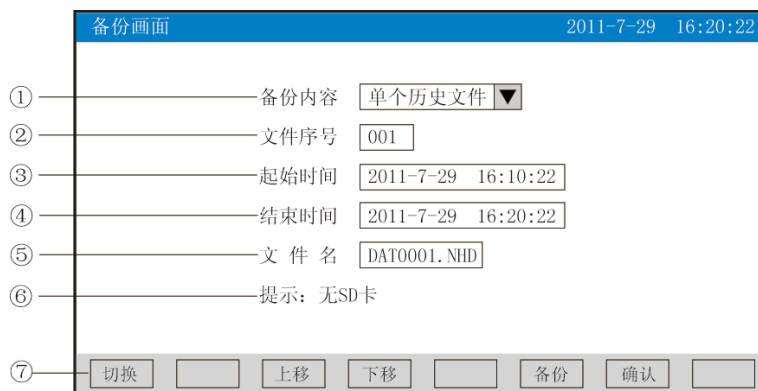 备份画面 2011-7-29 16:20:22
① 备份内容 单个历史文件 ▼
② 文件序号 001
③ 起始时间 2011-7-29 16:10:22
④ 结束时间 2011-7-29 16:20:22
⑤ 文 件 名 DAT0001.NHD
⑥ 提示: 无SD卡
⑦ 切换 上移 下移 备份 确认